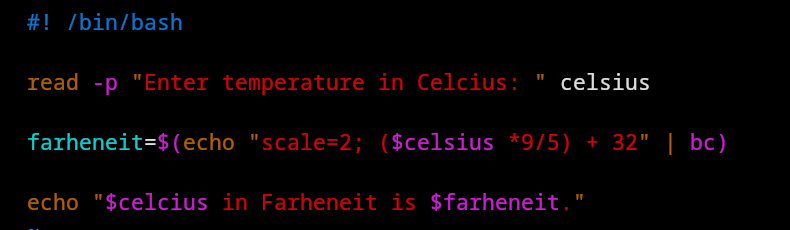 #! /bin/bash
read -p "Enter temperature in Celcius: " celsius
farheneit=$(echo "scale=2; ($celsius *9/5) + 32" | bc)
echo "$celcius in Farheneit is $farheneit."